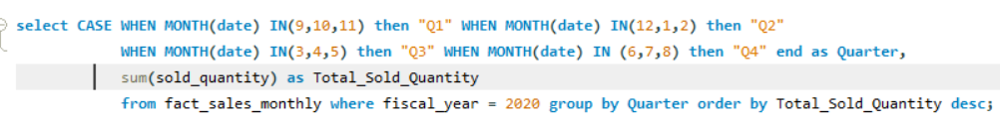 select CASE WHEN MONTH(date) IN(9,10,11) then "Q1" WHEN MONTH(date) IN(12,1,2) then "Q2"
WHEN MONTH(date) IN(3,4,5) then "Q3" WHEN MONTH(date) IN (6,7,8) then "Q4" end as Quarter,
sum(sold_quantity) as Total_Sold_Quantity
from fact_sales_monthly where fiscal_year = 2020 group by Quarter order by Total_Sold_Quantity desc;